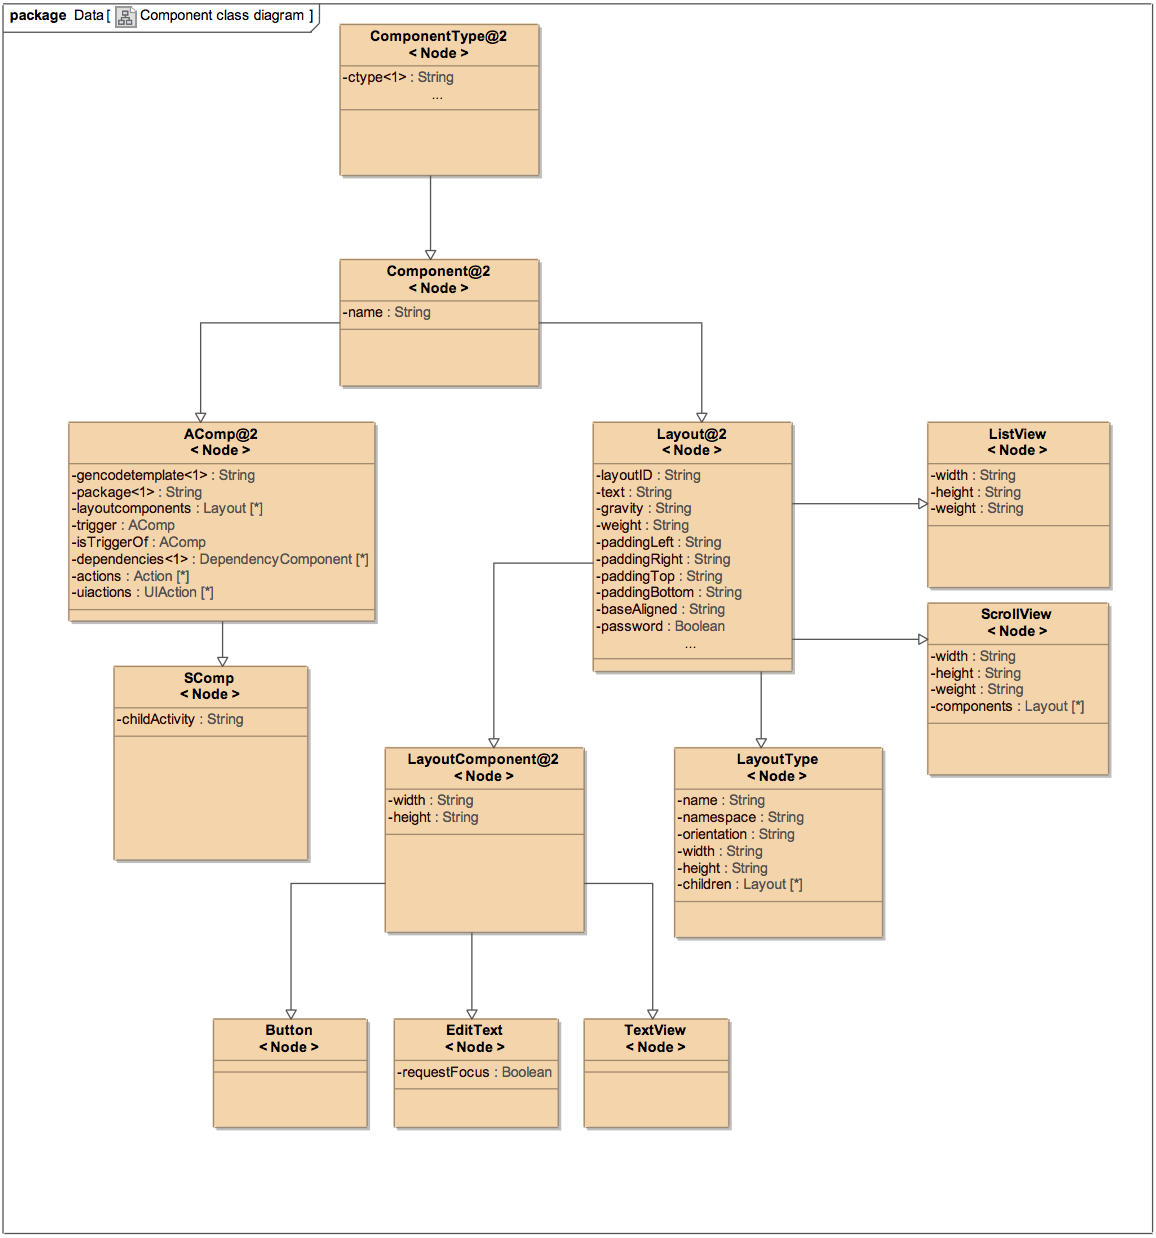 package Data [ Component class diagram ]
ComponentType@2
< Node >
-ctype<1> : String
...
Component@2
< Node >
-name : String
AComp@2
< Node >
-gencodetemplate<1> : String
-package<1> : String
-layoutcomponents : Layout [*]
-trigger : AComp
-isTriggerOf : AComp
-dependencies<1> : DependencyComponent [*]
-actions : Action [*]
-uiactions : UIAction [*]
Layout@2
< Node >
-layoutID : String
-text : String
-gravity : String
-weight : String
-paddingLeft : String
-paddingRight : String
-paddingTop : String
-paddingBottom : String
-baseAligned : String
-password : Boolean
...
ListView
< Node >
-width : String
-height : String
-weight : String
ScrollView
< Node >
-width : String
-height : String
-weight : String
-components : Layout [*]
SComp
< Node >
-childActivity : String
LayoutComponent@2
< Node >
-width : String
-height : String
LayoutType
< Node >
-name : String
-namespace : String
-orientation : String
-width : String
-height : String
-children : Layout [*]
Button
< Node >
EditText
< Node >
-requestFocus : Boolean
TextView
< Node >